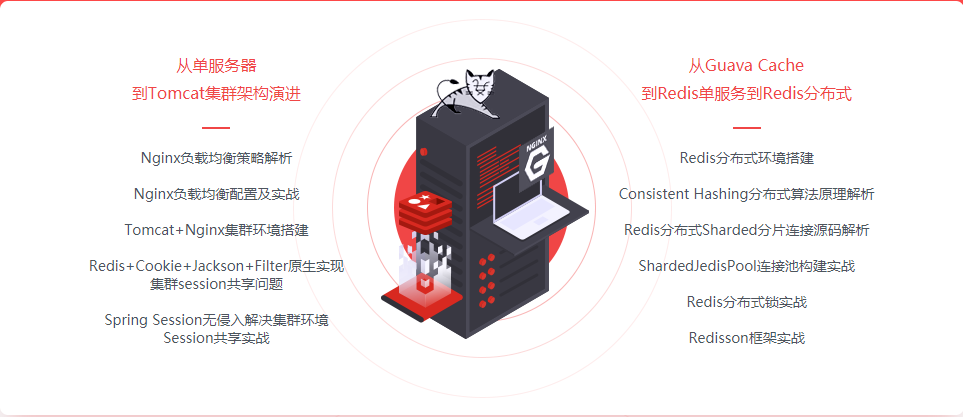 从单服务器
到Tomcat集群架构演进
Nginx负载均衡策略解析
Nginx负载均衡配置及实战
Tomcat+Nginx集群环境搭建
Redis+Cookie+Jackson+Filter原生实现
集群session共享问题
Spring Session无侵入解决集群环境
Session共享实战
NGINX
G
从Guava Cache
到Redis单服务到Redis分布式
Redis分布式环境搭建
Consistent Hashing分布式算法原理解析
Redis分布式Sharded分片连接源码解析
ShardedJedisPool连接池构建实战
Redis分布式锁实战
Redisson框架实战